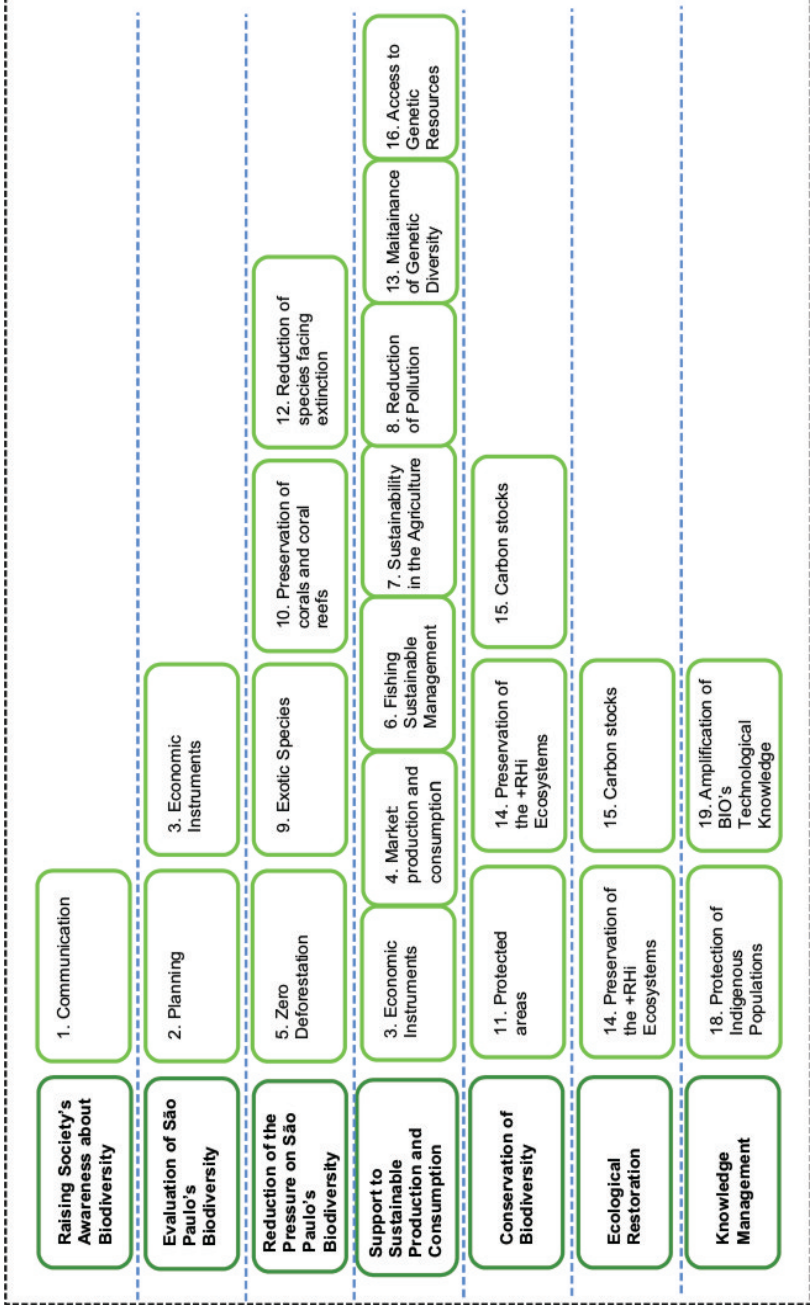 Raising Society's
Awareness about
Biodiversity
1. Communication
Evaluation of São
Paulo's
Biodiversity
2. Planning
3. Economic
Instruments
Reduction of the
Pressure on São
Paulo's
Biodiversity
5. Zero
Deforestation
9. Exotic Species
10. Preservation of
corals and coral
reefs
12. Reduction of
species facing
extinction
Support to
Sustainable
Production and
Consumption
3. Economic
Instruments
4. Market
production and
consumption
6. Fishing
Sustainable
Management
7. Sustainability
in the Agriculture
8. Reduction
of Pollution
13. Maitainance
of Genetic
Diversity
16. Access to
Genetic
Resources
Conservation of
Biodiversity
11. Protected
areas
14. Preservation of
the +RHi
Ecosystems
15. Carbon stocks
Ecological
Restoration
14. Preservation of
the +RHi
Ecosystems
15. Carbon stocks
Knowledge
Management
18. Protection of
Indigenous
Populations
19. Amplification of
BIO's
Technological
Knowledge